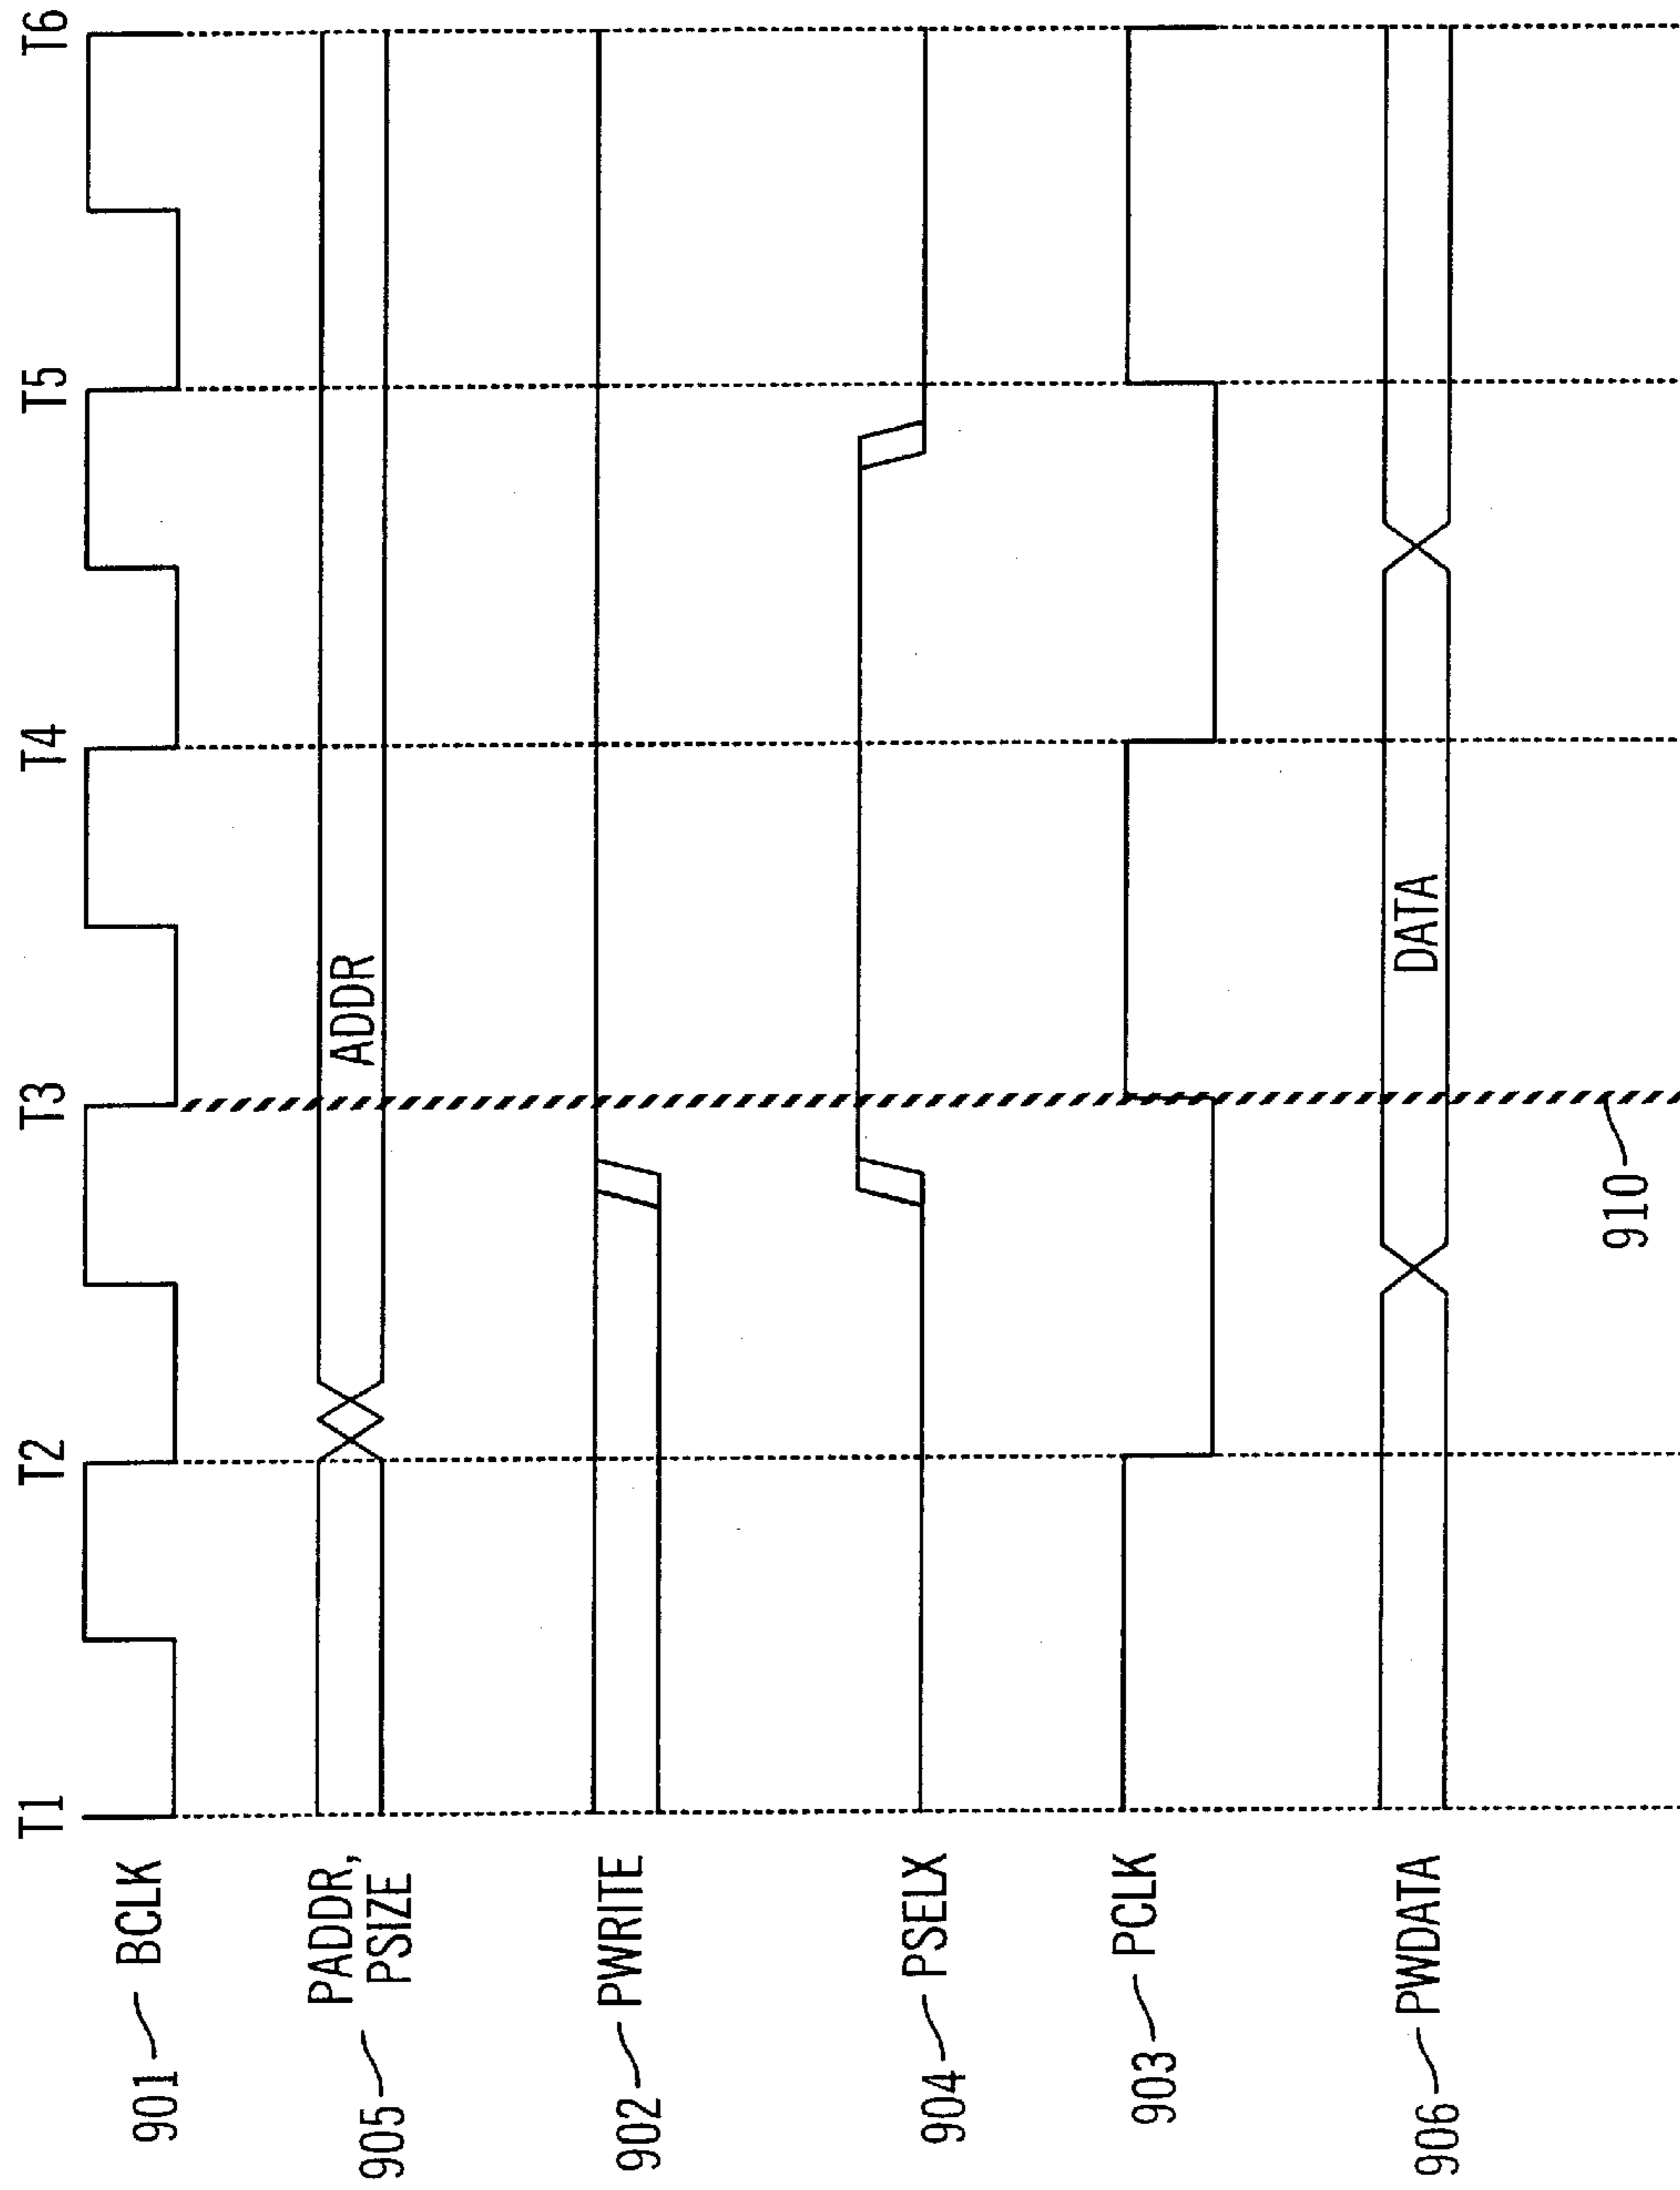 T1 T2 T3 T4 T5 T6
901 BCLK
905 PADDR,
PSIZE
ADDR
902 PWRITE
904 PSELX
903 PCLK
906 PWDATA
DATA
910